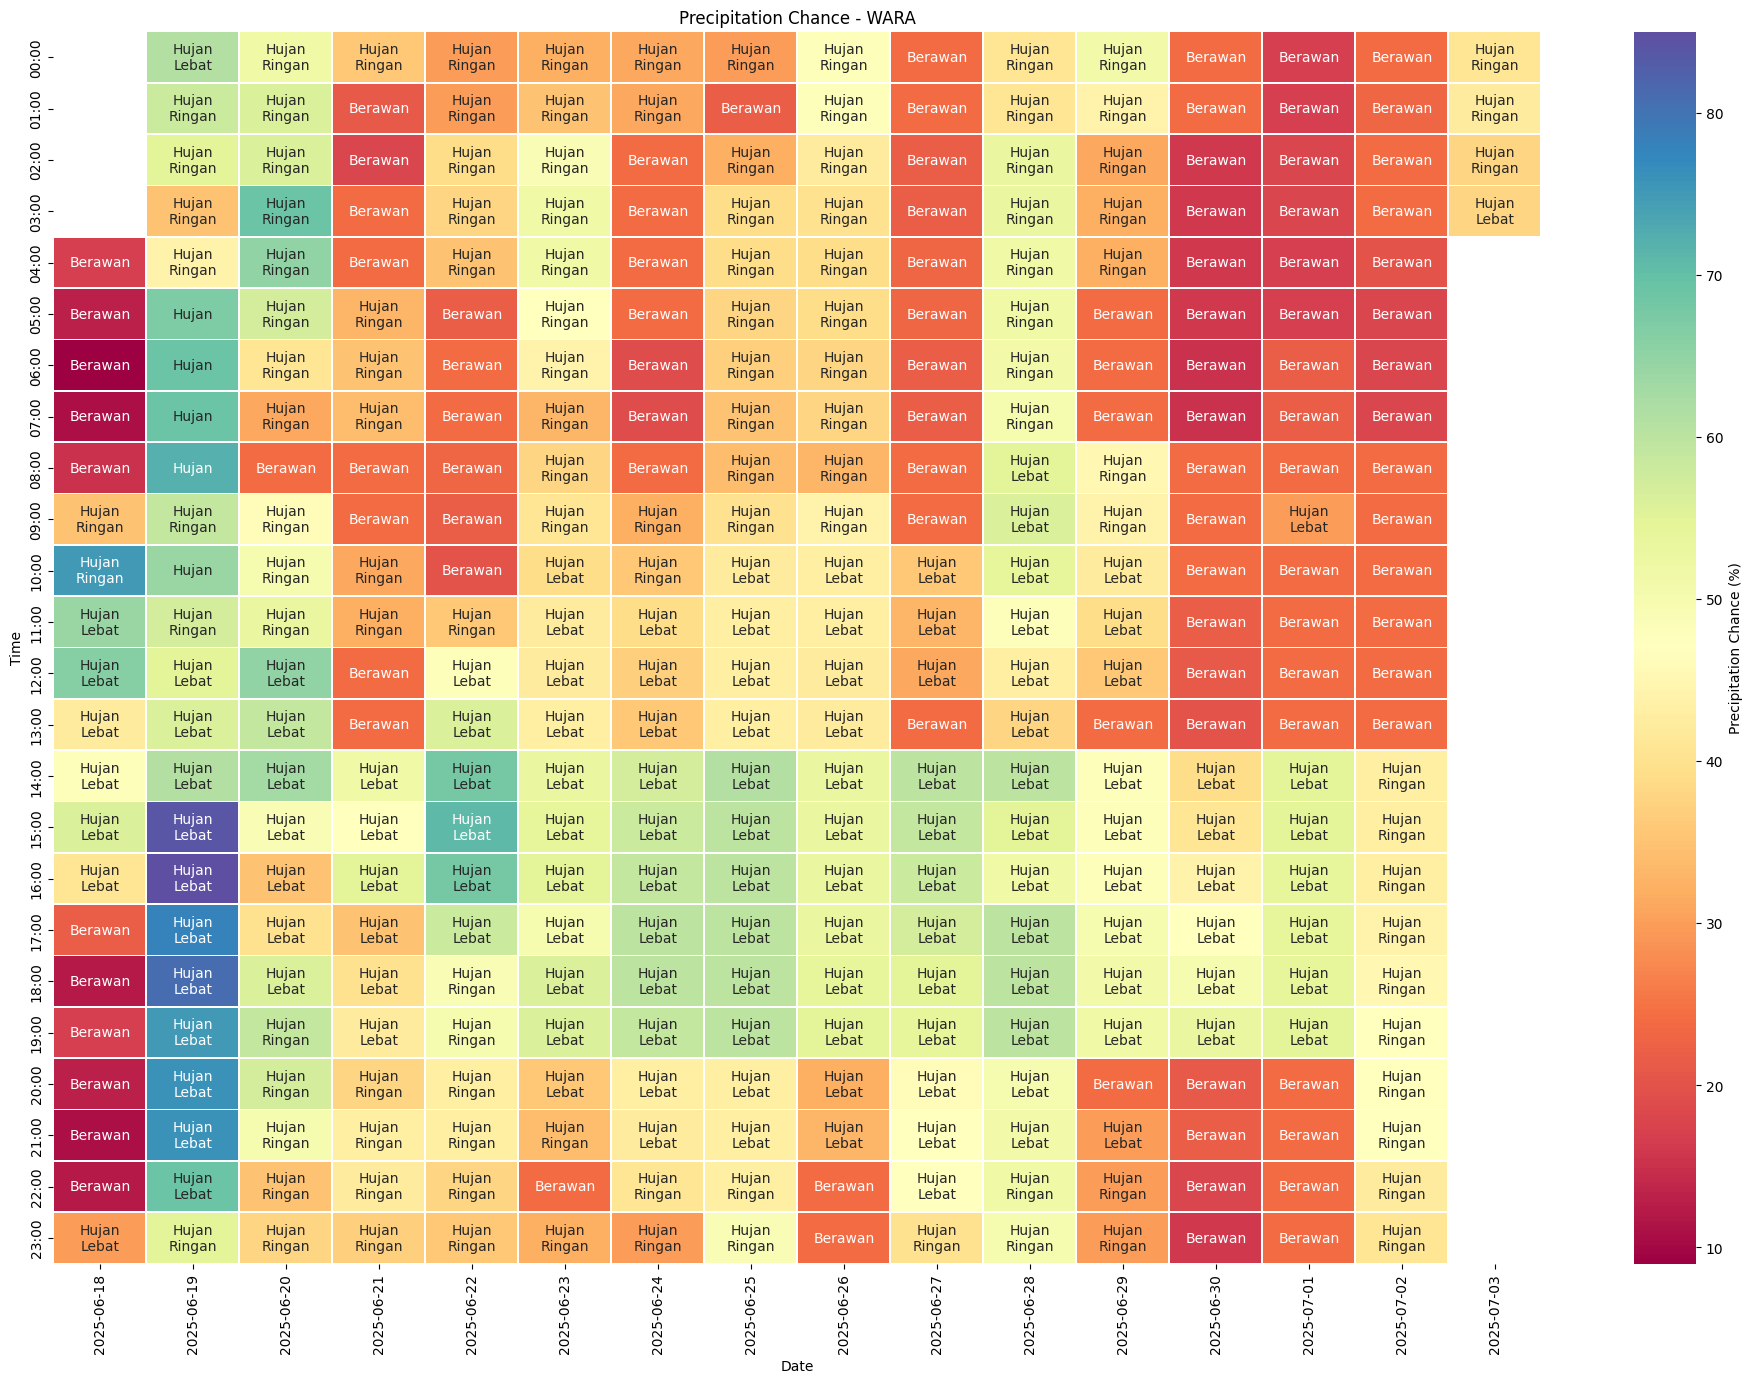 Precipitation Chance - WARA
00:00 Hujan Lebat Hujan Ringan Hujan Ringan Hujan Ringan Hujan Ringan Hujan Ringan Hujan Ringan Hujan Ringan Berawan Hujan Ringan Hujan Ringan Berawan Berawan Berawan Hujan Ringan
01:00 Hujan Ringan Hujan Ringan Berawan Hujan Ringan Hujan Ringan Hujan Ringan Berawan Hujan Ringan Berawan Hujan Ringan Hujan Ringan Berawan Berawan Berawan Hujan Ringan
02:00 Hujan Ringan Hujan Ringan Berawan Hujan Ringan Hujan Ringan Berawan Hujan Ringan Hujan Ringan Berawan Hujan Ringan Hujan Ringan Berawan Berawan Berawan Hujan Ringan
03:00 Hujan Ringan Hujan Ringan Berawan Hujan Ringan Hujan Ringan Berawan Hujan Ringan Hujan Ringan Berawan Hujan Ringan Hujan Ringan Berawan Berawan Berawan Hujan Lebat
04:00 Berawan Hujan Ringan Hujan Ringan Berawan Hujan Ringan Hujan Ringan Berawan Hujan Ringan Hujan Ringan Berawan Hujan Ringan Hujan Ringan Berawan Berawan Berawan
05:00 Berawan Hujan Hujan Ringan Hujan Ringan Berawan Hujan Ringan Berawan Hujan Ringan Hujan Ringan Berawan Hujan Ringan Berawan Berawan Berawan Berawan
06:00 Berawan Hujan Hujan Ringan Hujan Ringan Berawan Hujan Ringan Berawan Hujan Ringan Hujan Ringan Berawan Hujan Ringan Berawan Berawan Berawan Berawan
07:00 Berawan Hujan Hujan Ringan Hujan Ringan Berawan Hujan Ringan Berawan Hujan Ringan Hujan Ringan Berawan Hujan Ringan Berawan Berawan Berawan Berawan
08:00 Berawan Hujan Berawan Berawan Berawan Hujan Ringan Berawan Hujan Ringan Hujan Ringan Berawan Hujan Lebat Hujan Ringan Berawan Berawan Berawan
09:00 Hujan Ringan Hujan Ringan Hujan Ringan Berawan Berawan Hujan Ringan Hujan Ringan Hujan Ringan Hujan Ringan Berawan Hujan Lebat Hujan Ringan Berawan Hujan Lebat Berawan
10:00 Hujan Ringan Hujan Hujan Ringan Hujan Ringan Berawan Hujan Lebat Hujan Ringan Hujan Lebat Hujan Lebat Hujan Lebat Hujan Lebat Hujan Lebat Berawan Berawan Berawan
11:00 Hujan Lebat Hujan Ringan Hujan Ringan Hujan Ringan Hujan Ringan Hujan Lebat Hujan Lebat Hujan Lebat Hujan Lebat Hujan Lebat Hujan Lebat Hujan Lebat Berawan Berawan Berawan
12:00 Hujan Lebat Hujan Lebat Hujan Lebat Berawan Hujan Lebat Hujan Lebat Hujan Lebat Hujan Lebat Hujan Lebat Hujan Lebat Hujan Lebat Hujan Lebat Berawan Berawan Berawan
13:00 Hujan Lebat Hujan Lebat Hujan Lebat Berawan Hujan Lebat Hujan Lebat Hujan Lebat Hujan Lebat Hujan Lebat Berawan Hujan Lebat Berawan Berawan Berawan Berawan
14:00 Hujan Lebat Hujan Lebat Hujan Lebat Hujan Lebat Hujan Lebat Hujan Lebat Hujan Lebat Hujan Lebat Hujan Lebat Hujan Lebat Hujan Lebat Hujan Lebat Hujan Lebat Hujan Lebat Hujan Ringan
15:00 Hujan Lebat Hujan Lebat Hujan Lebat Hujan Lebat Hujan Lebat Hujan Lebat Hujan Lebat Hujan Lebat Hujan Lebat Hujan Lebat Hujan Lebat Hujan Lebat Hujan Lebat Hujan Lebat Hujan Ringan
16:00 Hujan Lebat Hujan Lebat Hujan Lebat Hujan Lebat Hujan Lebat Hujan Lebat Hujan Lebat Hujan Lebat Hujan Lebat Hujan Lebat Hujan Lebat Hujan Lebat Hujan Lebat Hujan Lebat Hujan Ringan
17:00 Berawan Hujan Lebat Hujan Lebat Hujan Lebat Hujan Lebat Hujan Lebat Hujan Lebat Hujan Lebat Hujan Lebat Hujan Lebat Hujan Lebat Hujan Lebat Hujan Lebat Hujan Lebat Hujan Ringan
18:00 Berawan Hujan Lebat Hujan Lebat Hujan Lebat Hujan Ringan Hujan Lebat Hujan Lebat Hujan Lebat Hujan Lebat Hujan Lebat Hujan Lebat Hujan Lebat Hujan Lebat Hujan Lebat Hujan Ringan
19:00 Berawan Hujan Lebat Hujan Ringan Hujan Lebat Hujan Ringan Hujan Lebat Hujan Lebat Hujan Lebat Hujan Lebat Hujan Lebat Hujan Lebat Hujan Lebat Hujan Lebat Hujan Lebat Hujan Ringan
20:00 Berawan Hujan Lebat Hujan Ringan Hujan Ringan Hujan Ringan Hujan Lebat Hujan Lebat Hujan Lebat Hujan Lebat Hujan Lebat Hujan Lebat Berawan Berawan Berawan Hujan Ringan
21:00 Berawan Hujan Lebat Hujan Ringan Hujan Ringan Hujan Ringan Hujan Ringan Hujan Lebat Hujan Lebat Hujan Lebat Hujan Lebat Hujan Lebat Hujan Lebat Berawan Berawan Hujan Ringan
22:00 Berawan Hujan Lebat Hujan Ringan Hujan Ringan Hujan Ringan Berawan Hujan Ringan Hujan Ringan Berawan Hujan Lebat Hujan Ringan Hujan Ringan Berawan Berawan Hujan Ringan
23:00 Hujan Lebat Hujan Ringan Hujan Ringan Hujan Ringan Hujan Ringan Hujan Ringan Hujan Ringan Hujan Ringan Berawan Hujan Ringan Hujan Ringan Hujan Ringan Berawan Berawan Hujan Ringan
Time
2025-06-18
2025-06-19
2025-06-20
2025-06-21
2025-06-22
2025-06-23
2025-06-24
2025-06-25
2025-06-26
2025-06-27
2025-06-28
2025-06-29
2025-06-30
2025-07-01
2025-07-02
2025-07-03
Date
80
70
60
50
40
30
20
10
Precipitation Chance (%)